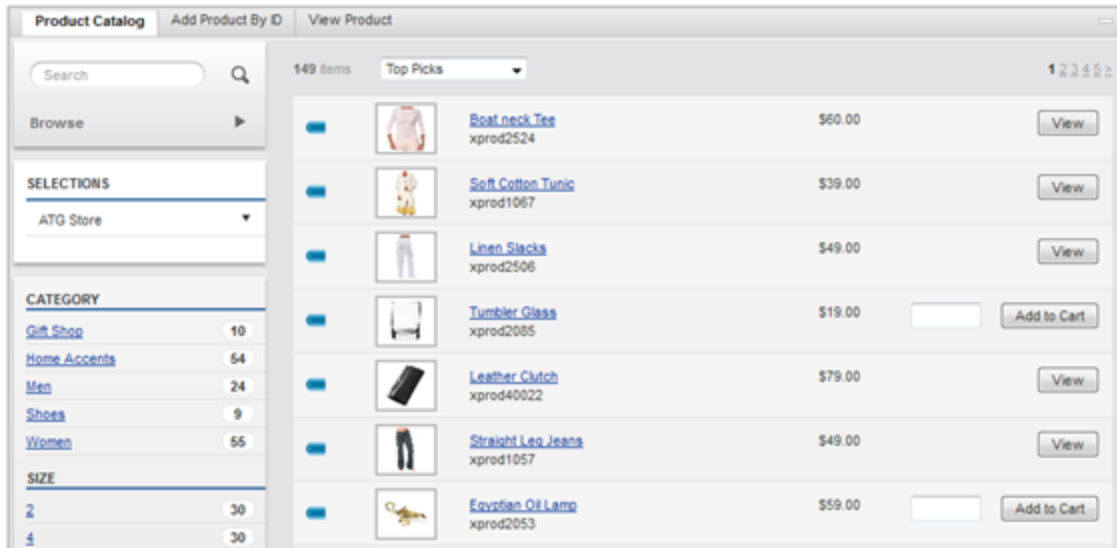 Product Catalog Add Product By ID View Product
Search
Browse
SELECTIONS
ATG Store
CATEGORY
Gift Shop 10
Home Accents 54
Men 24
Shoes 9
Women 55
SIZE
2 30
4 30
149 items Top Picks 1 2 3 4 5 >
Boat neck Tee $60.00 View
xprod2524
Soft Cotton Tunic $39.00 View
xprod1067
Linen Slacks $49.00 View
xprod2506
Tumbler Glass $19.00 Add to Cart
xprod2085
Leather Clutch $79.00 View
xprod40022
Straight Leg Jeans $49.00 View
xprod1057
Egyptian Oil Lamp $59.00 Add to Cart
xprod2053